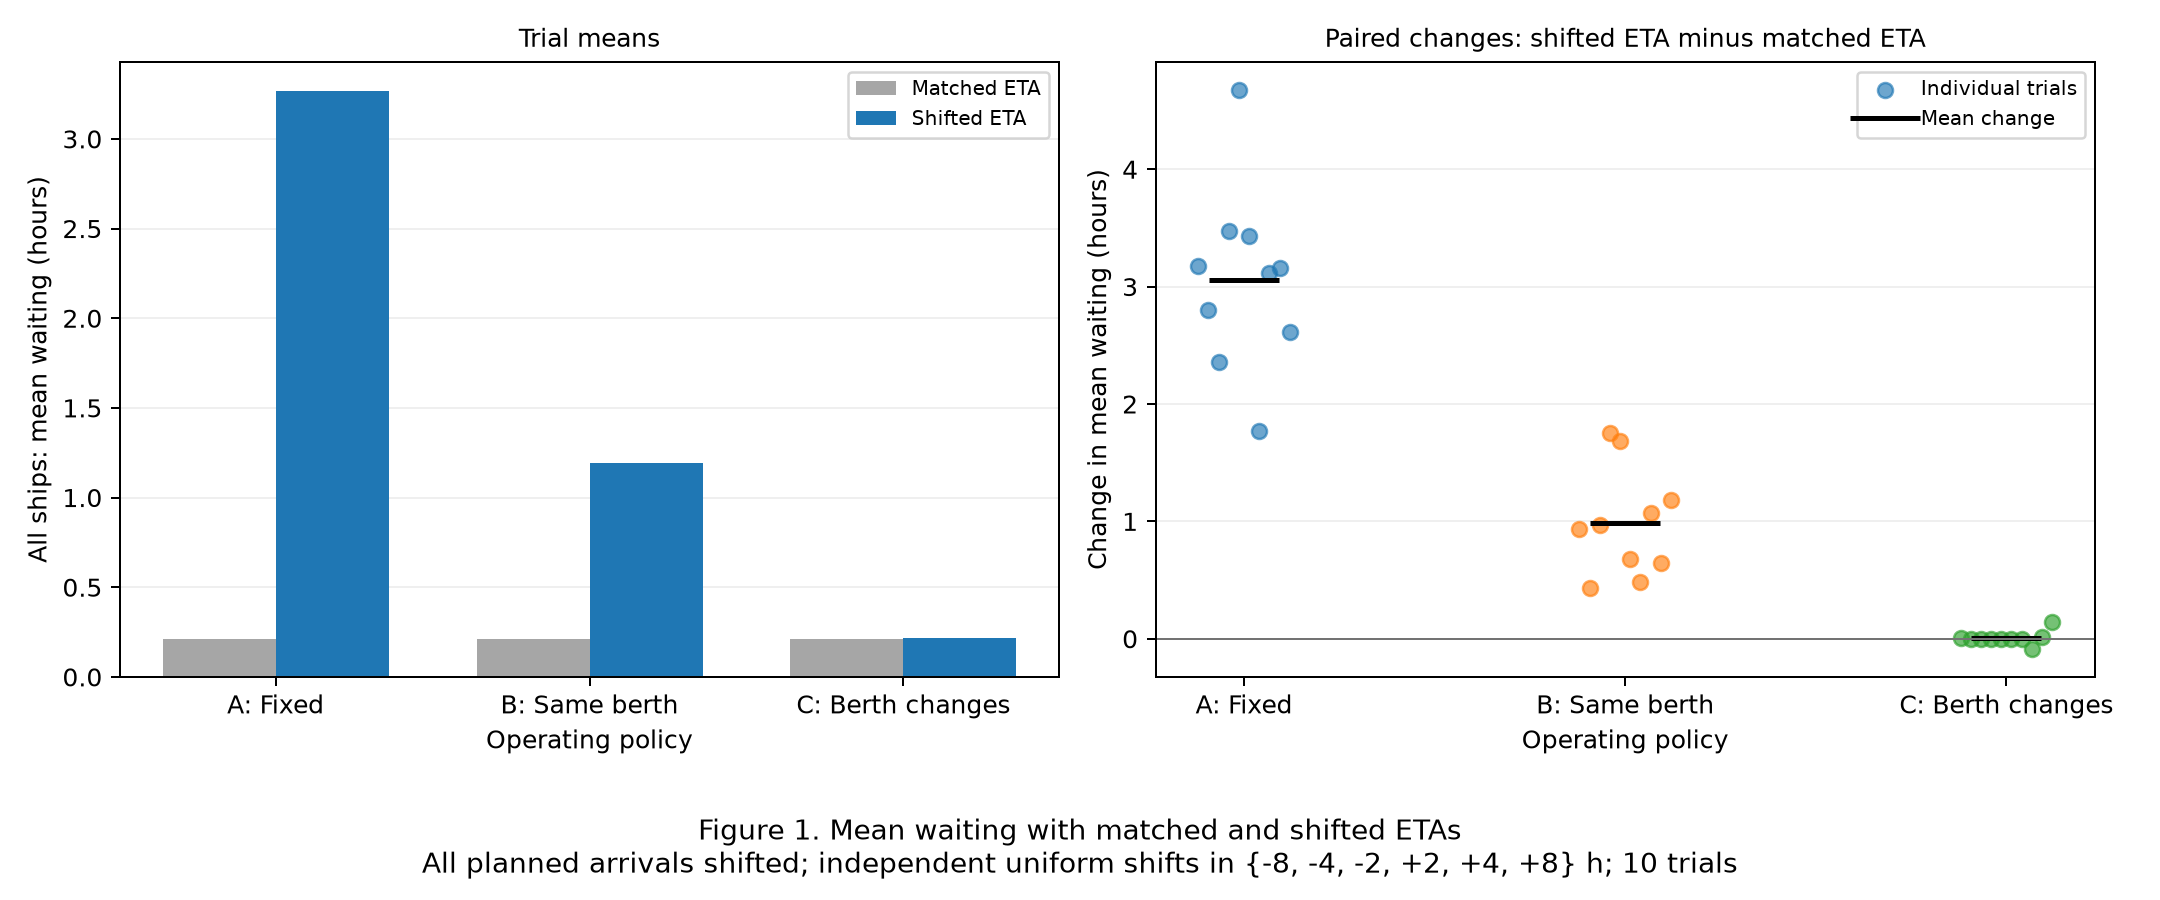 Trial means
All ships: mean waiting (hours)
3.0
2.5
2.0
1.5
1.0
0.5
0.0
Matched ETA
Shifted ETA
A: Fixed
B: Same berth
C: Berth changes
Operating policy
Paired changes: shifted ETA minus matched ETA
Change in mean waiting (hours)
4
3
2
1
0
Individual trials
Mean change
A: Fixed
B: Same berth
C: Berth changes
Operating policy
Figure 1. Mean waiting with matched and shifted ETAs
All planned arrivals shifted; independent uniform shifts in {-8, -4, -2, +2, +4, +8} h; 10 trials